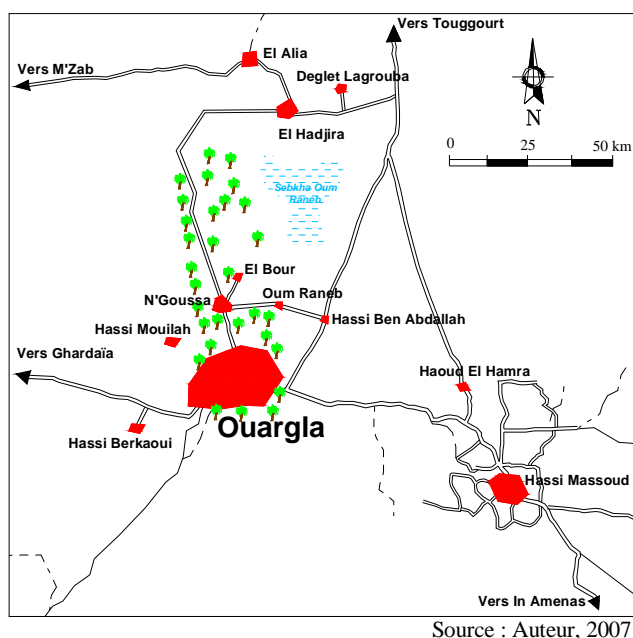 Vers Touggourt
El Alia
Vers M'Zab
Deglet Lagrouba
N
El Hadjira
0 25 50 km
Sebkha Oum
Raneb
El Bour
Oum Raneb
N'Goussa
Hassi Mouilah
Hassi Ben Abdallah
Vers Ghardaïa
Haoud El Hamra
Ouargla
Hassi Berkaoui
Hassi Massoud
Vers In Amenas
Source : Auteur, 2007